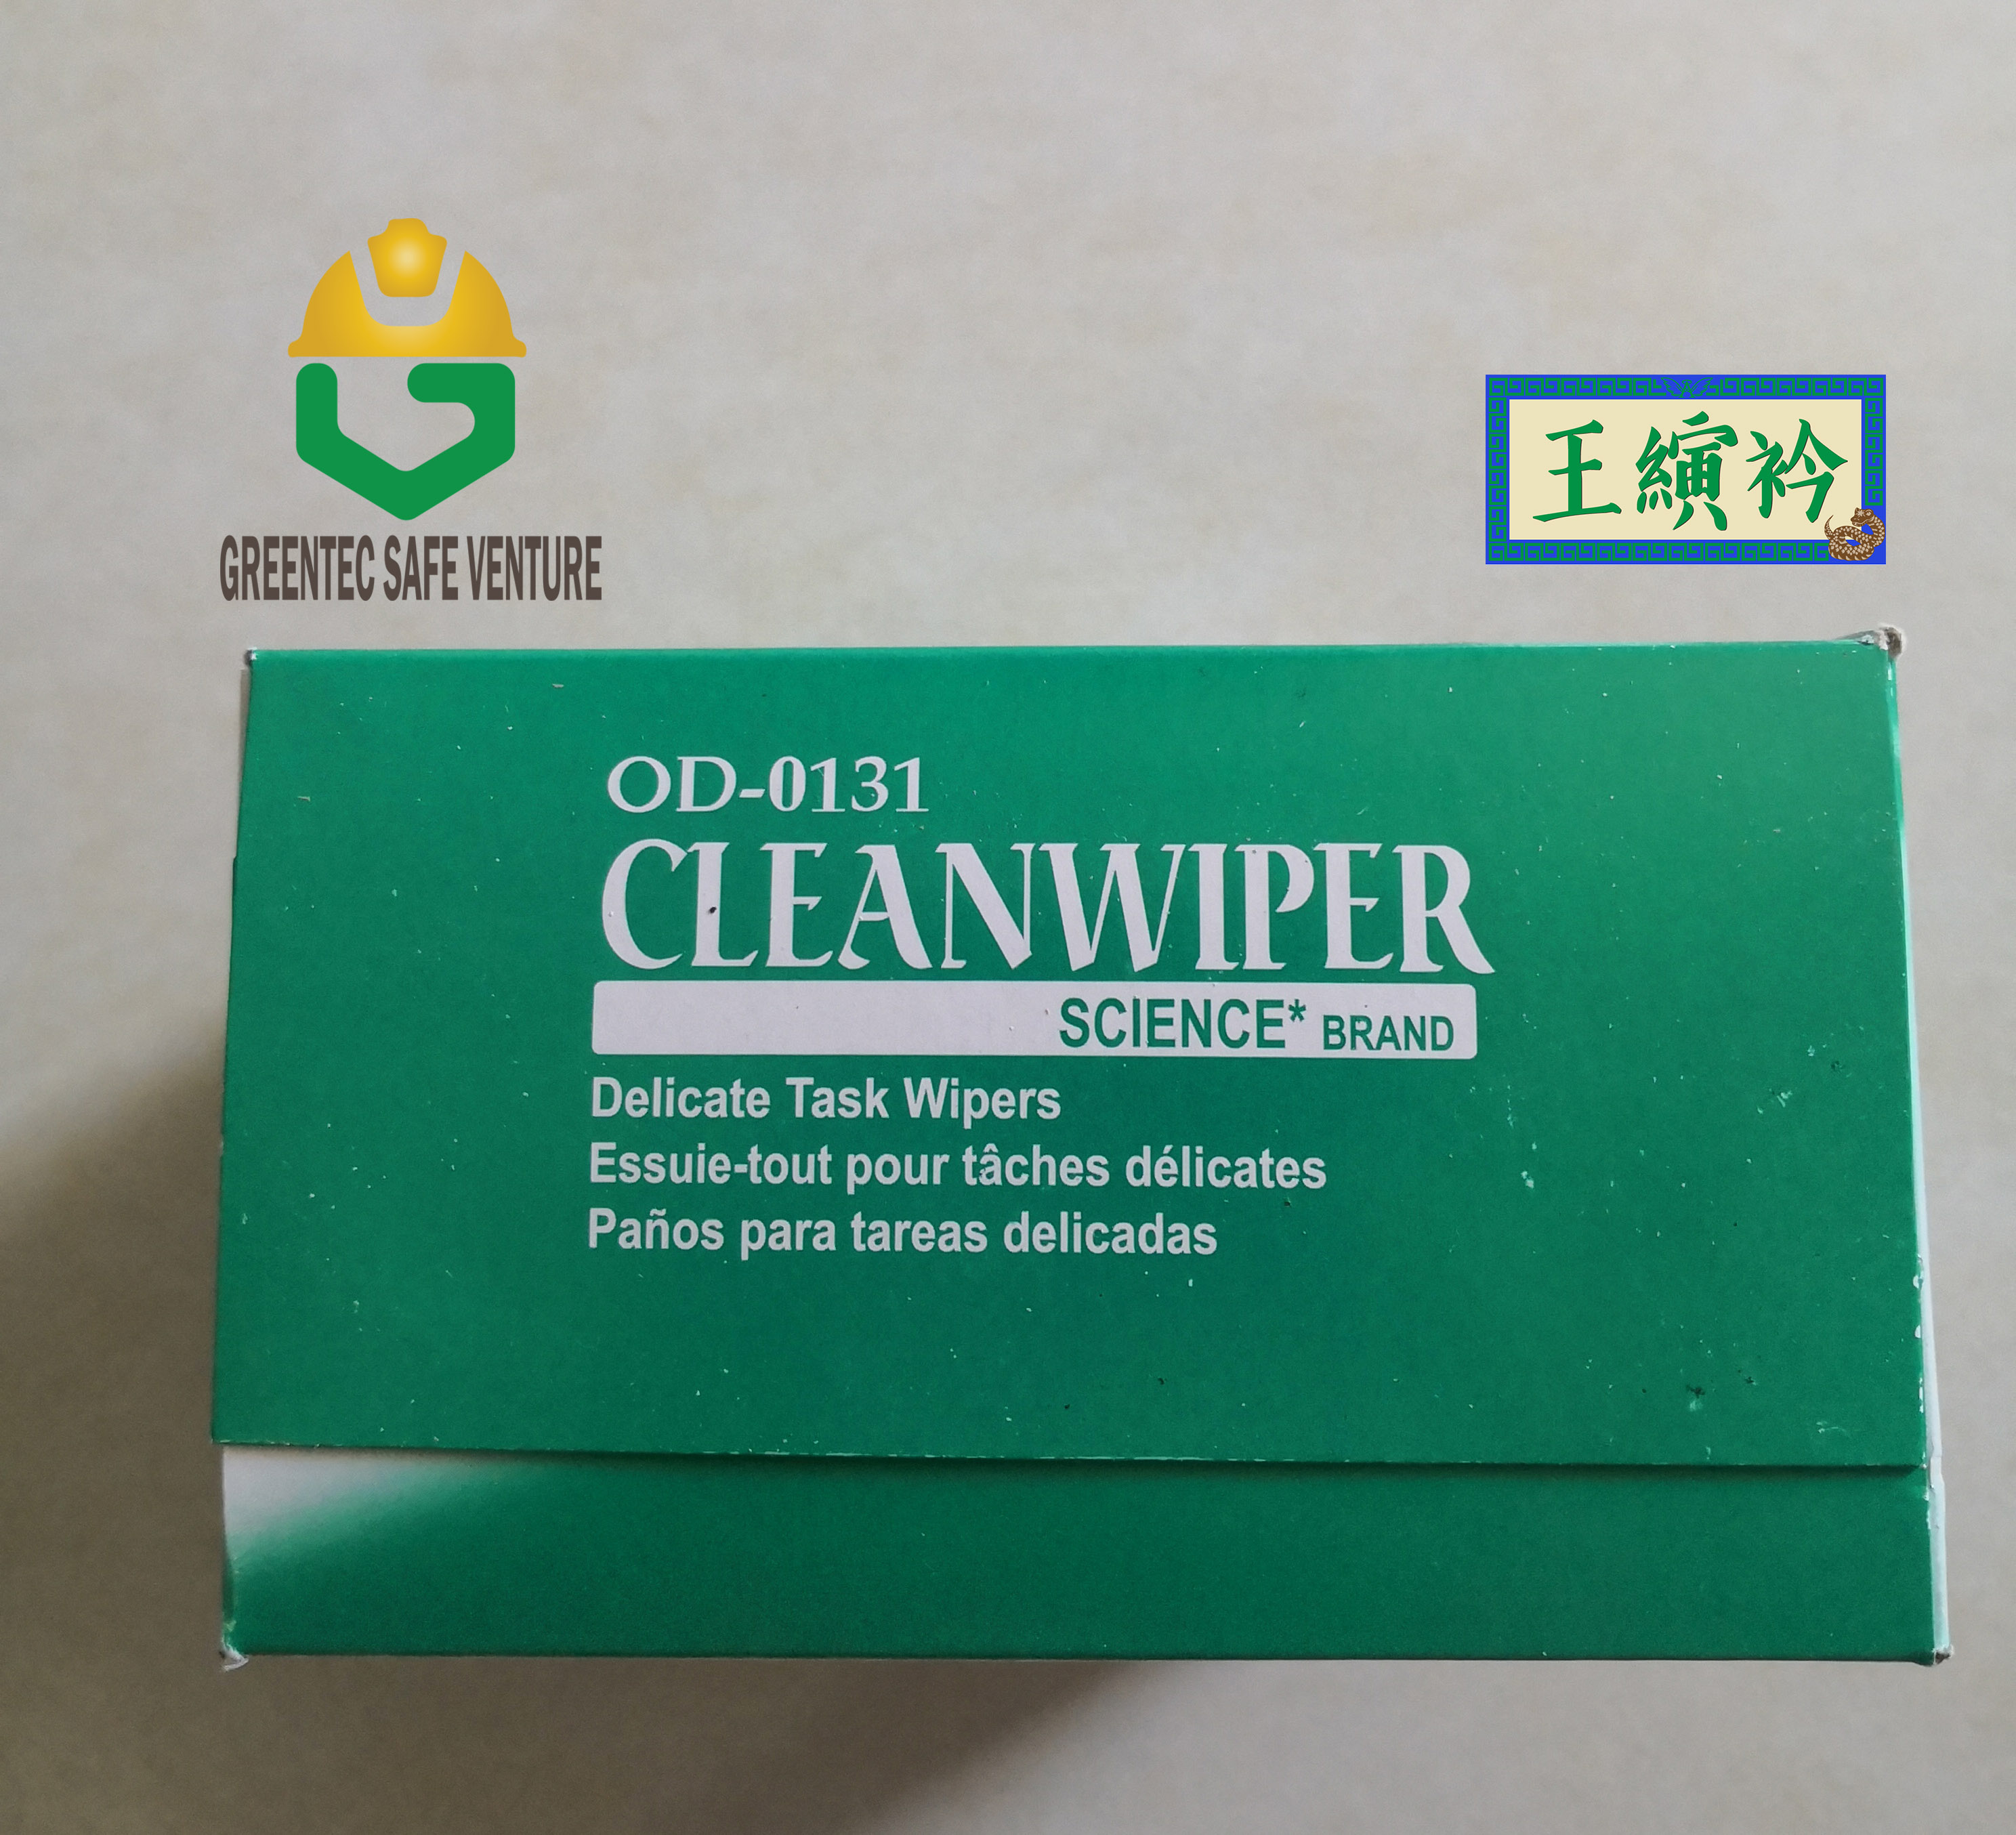 GREENTEC SAFE VENTURE
王縯衿
OD-0131
CLEANWIPER
SCIENCE* BRAND
Delicate Task Wipers
Essuie-tout pour tâches délicates
Paños para tareas delicadas